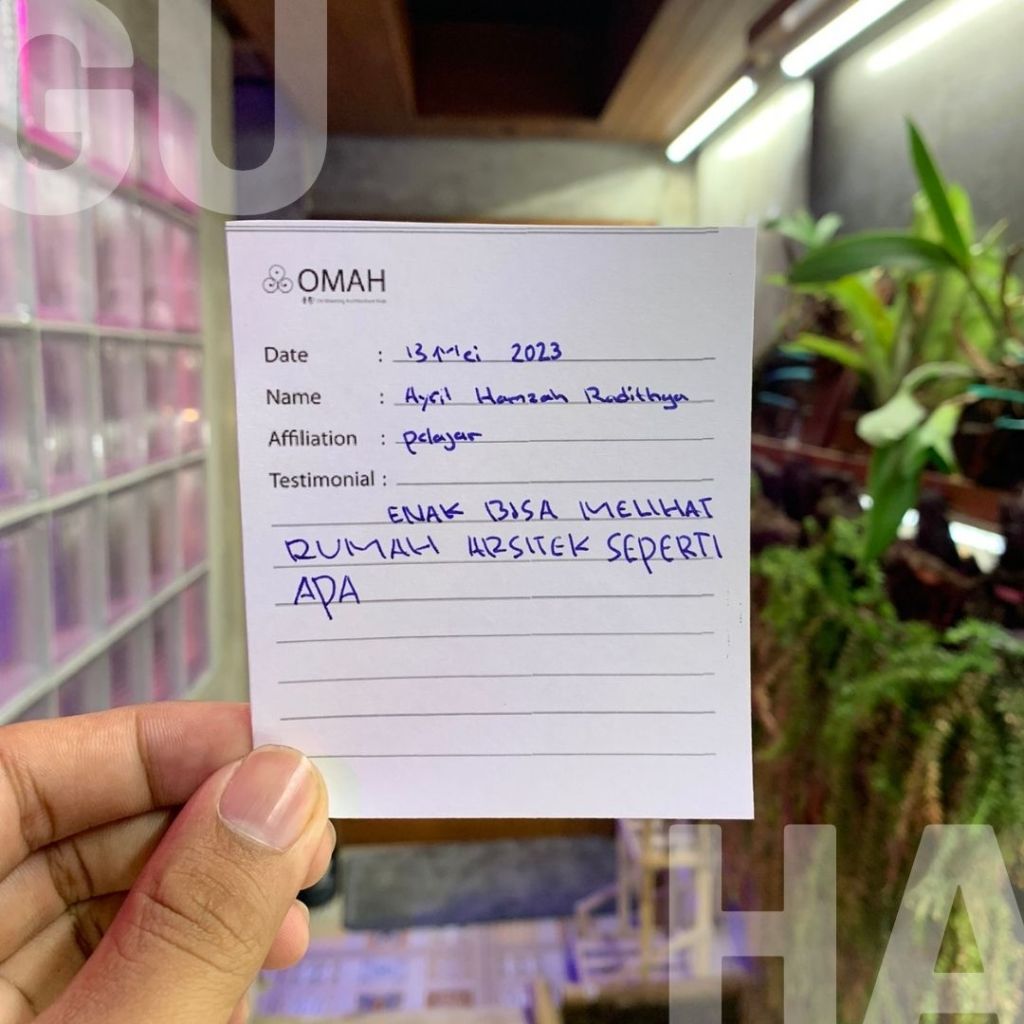 GU
OMAH
Date : 13 Mei 2023
Name : Ayril Hamzah Radithya
Affiliation : pelajar
Testimonial :
ENAK BISA MELIHAT
RUMAH ARSITEK SEPERTI
APA
HA